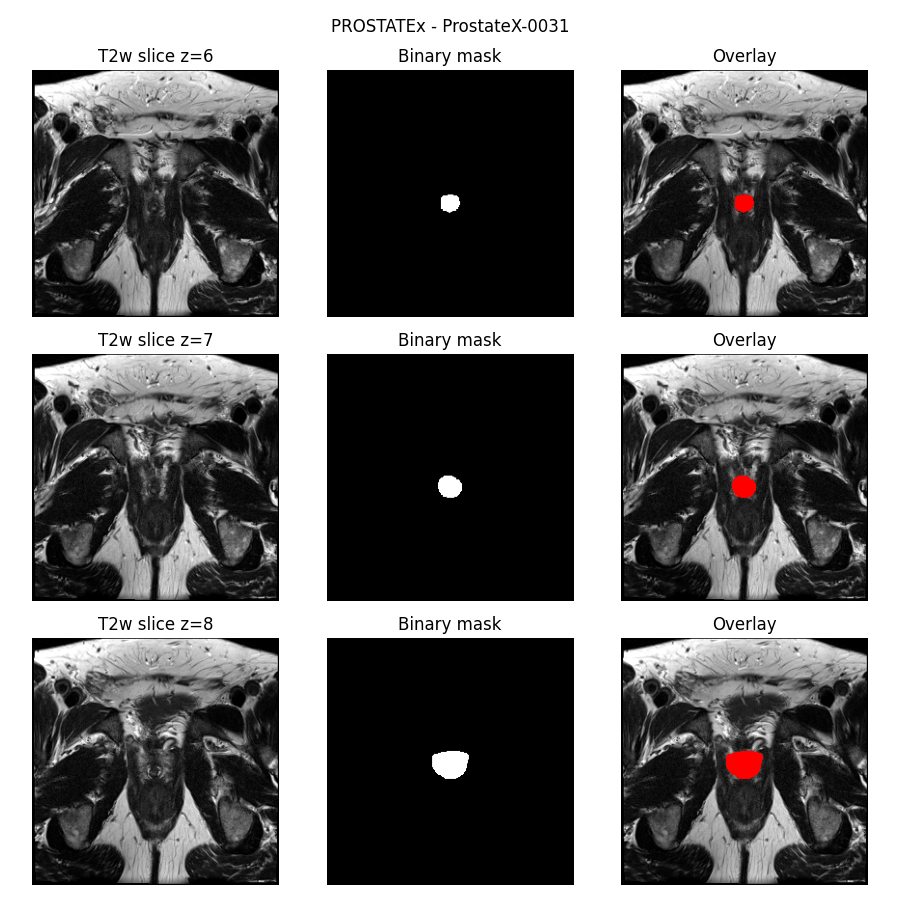 PROSTATEx - ProstateX-0031
T2w slice z=6 Binary mask Overlay
T2w slice z=7 Binary mask Overlay
T2w slice z=8 Binary mask Overlay